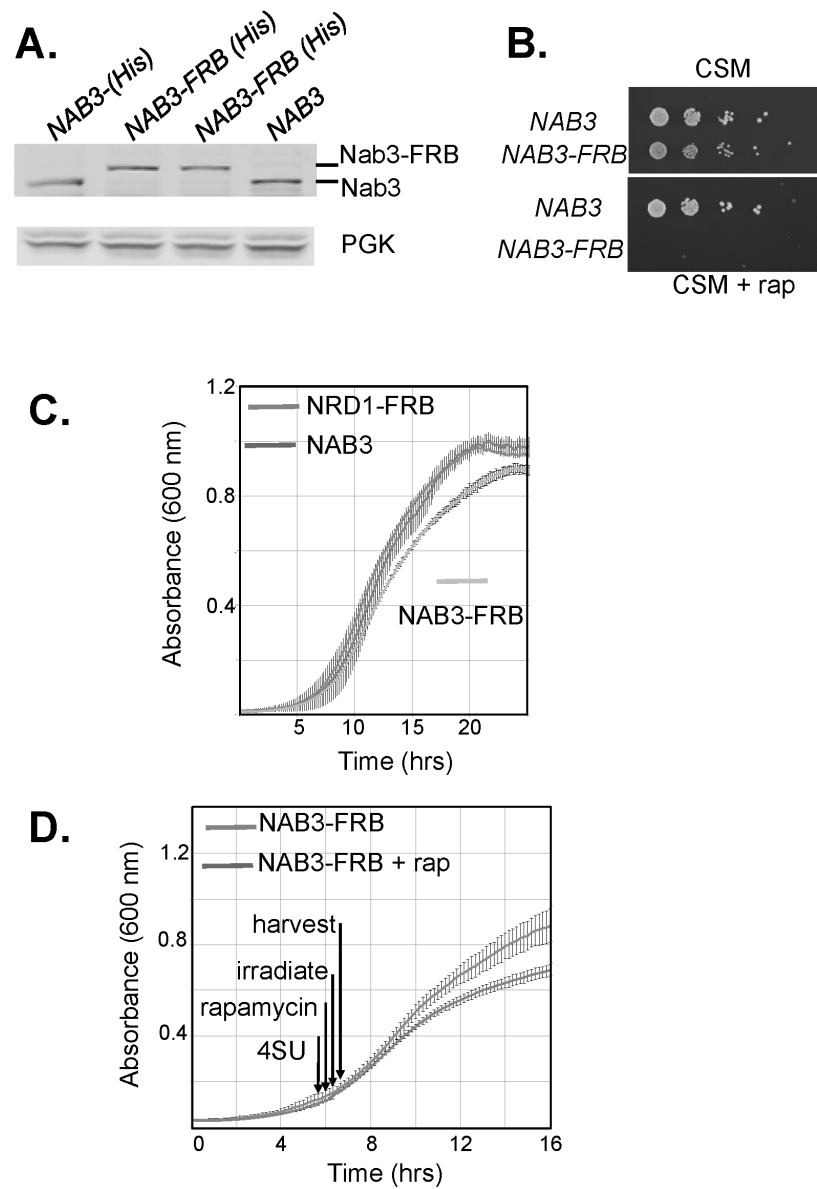 A.
NAB3-(His)
NAB3-FRB (His)
NAB3-FRB (His)
NAB3
Nab3-FRB
Nab3
PGK
B.
CSM
NAB3
NAB3-FRB
NAB3
NAB3-FRB
CSM + rap
C.
1.2
0.8
0.4
Absorbance (600 nm)
NRD1-FRB
NAB3
NAB3-FRB
5 10 15 20
Time (hrs)
D.
1.2
0.8
0.4
Absorbance (600 nm)
NAB3-FRB
NAB3-FRB + rap
harvest
irradiate
rapamycin
4SU
0 4 8 12 16
Time (hrs)